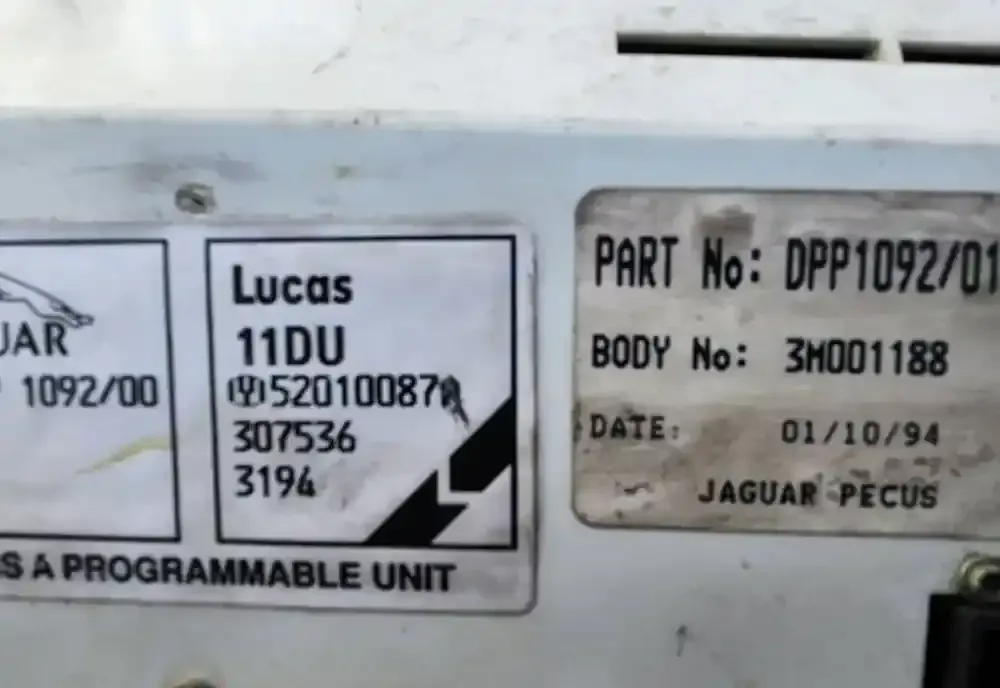 UAR
1092/00
Lucas
11DU
52010087
307536
3194
S A PROGRAMMABLE UNIT
PART No: DPP1092/01
BODY No: 3M001188
DATE: 01/10/94
JAGUAR PECUS